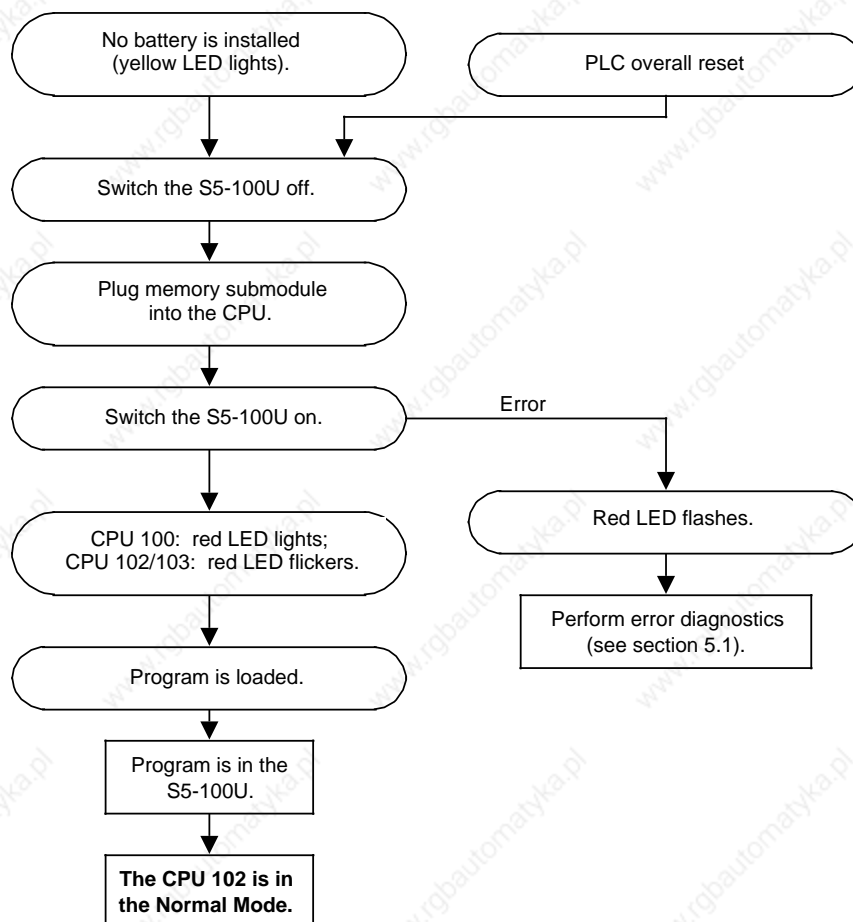 No battery is installed
(yellow LED lights).
PLC overall reset
Switch the S5-100U off.
Plug memory submodule
into the CPU.
Switch the S5-100U on.
Error
CPU 100: red LED lights;
CPU 102/103: red LED flickers.
Red LED flashes.
Perform error diagnostics
(see section 5.1).
Program is loaded.
Program is in the
S5-100U.
The CPU 102 is in
the Normal Mode.
www.rgbautomatyka.pl